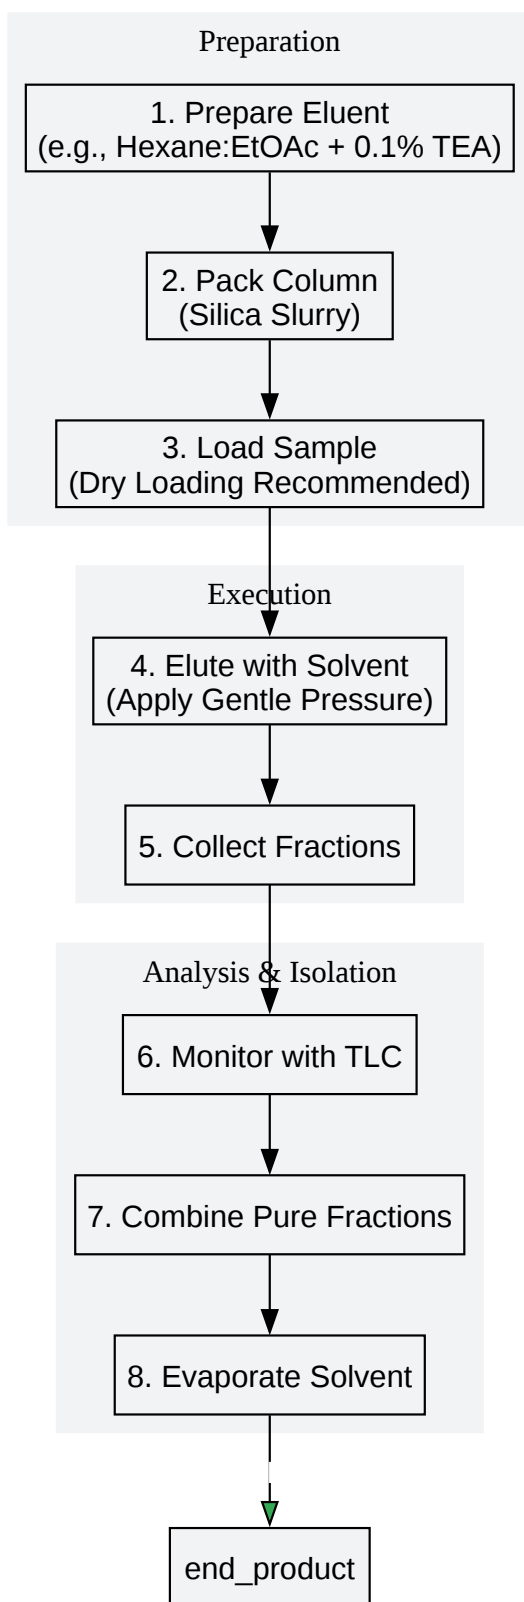 Preparation
1. Prepare Eluent
(e.g., Hexane:EtOAc + 0.1% TEA)
2. Pack Column
(Silica Slurry)
3. Load Sample
(Dry Loading Recommended)
Execution
4. Elute with Solvent
(Apply Gentle Pressure)
5. Collect Fractions
Analysis & Isolation
6. Monitor with TLC
7. Combine Pure Fractions
8. Evaporate Solvent
end_product